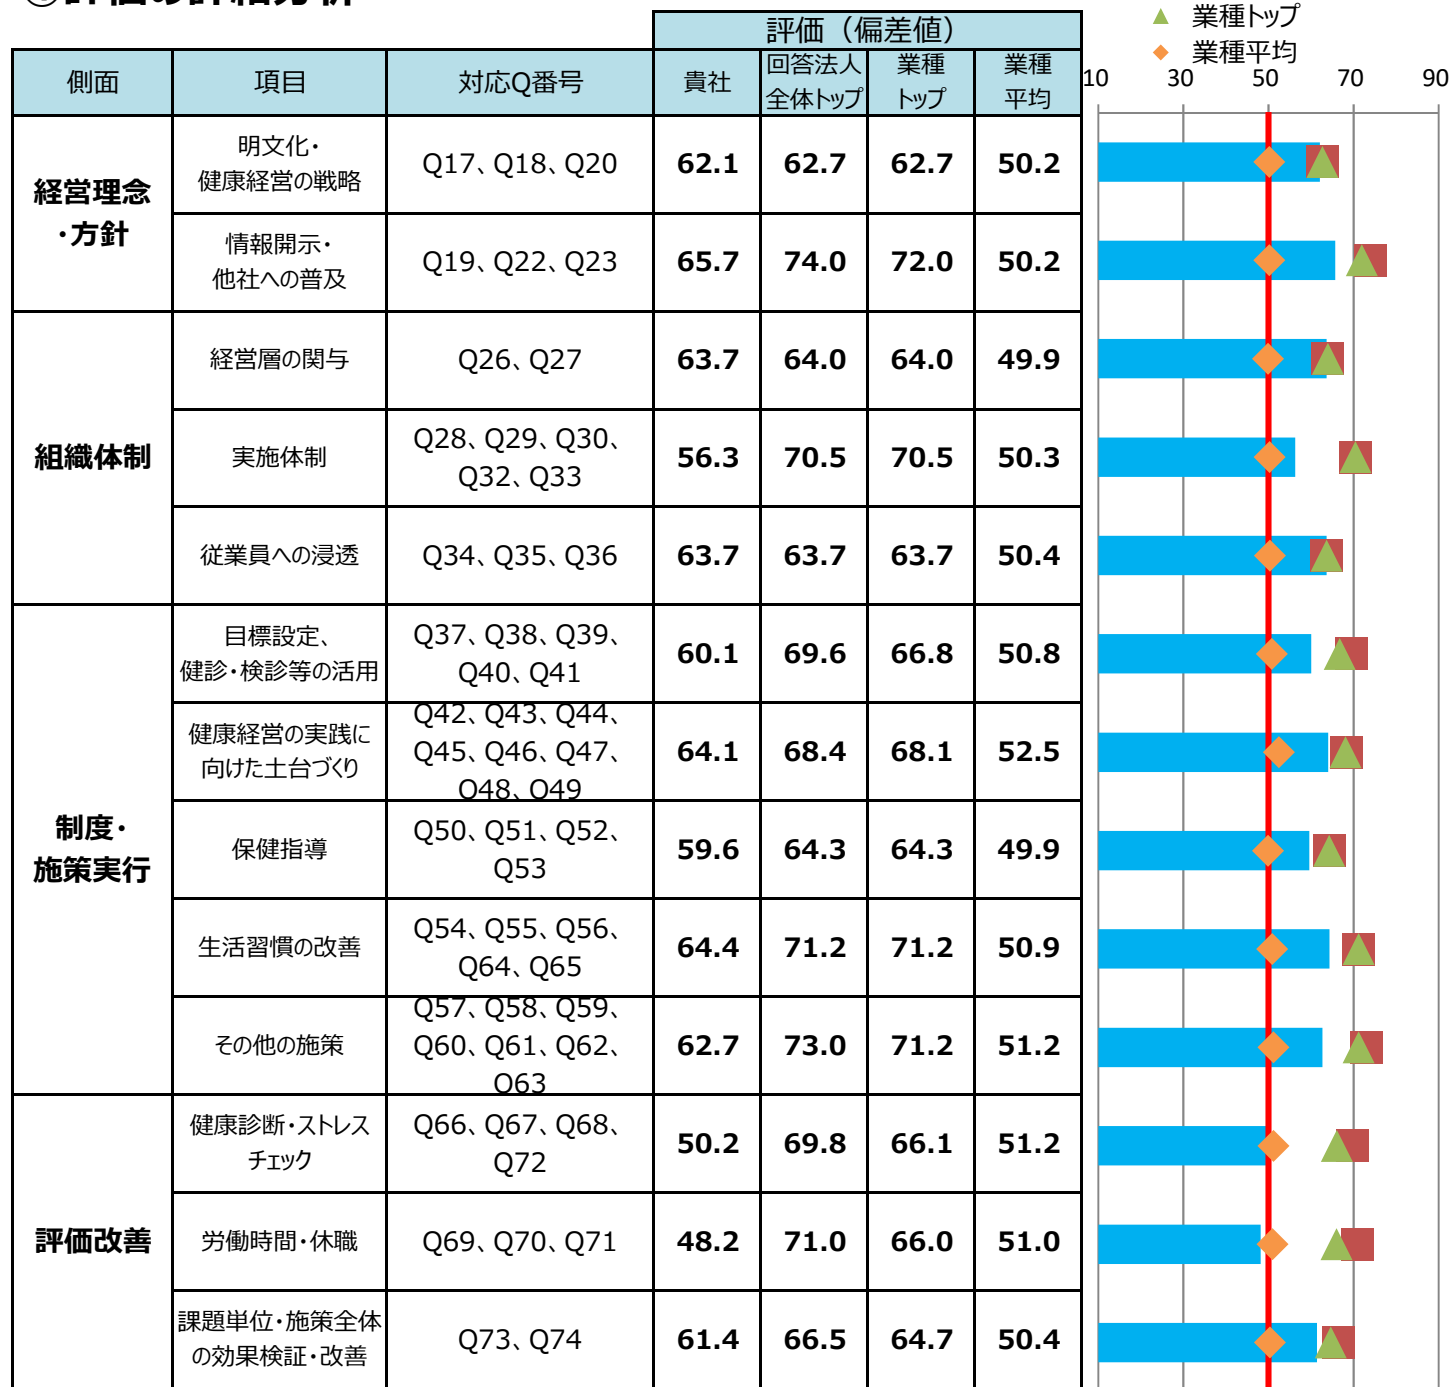 ▲ 業種トップ
◆ 業種平均
10 30 50 70 90
評価（偏差値）
側面 項目 対応Q番号 貴社 回答法人 業種 業種
全体トップ トップ 平均
経営理念
・方針
明文化・
健康経営の戦略
Q17、Q18、Q20 62.1 62.7 62.7 50.2
情報開示・
他社への普及
Q19、Q22、Q23 65.7 74.0 72.0 50.2
組織体制
経営層の関与 Q26、Q27 63.7 64.0 64.0 49.9
実施体制
Q28、Q29、Q30、
Q32、Q33
56.3 70.5 70.5 50.3
従業員への浸透 Q34、Q35、Q36 63.7 63.7 63.7 50.4
制度・
施策実行
目標設定、
健診・検診等の活用
Q37、Q38、Q39、
Q40、Q41
60.1 69.6 66.8 50.8
健康経営の実践に
向けた土台づくり
Q42、Q43、Q44、
Q45、Q46、Q47、
Q48、Q49
64.1 68.4 68.1 52.5
保健指導
Q50、Q51、Q52、
Q53
59.6 64.3 64.3 49.9
生活習慣の改善
Q54、Q55、Q56、
Q64、Q65
64.4 71.2 71.2 50.9
その他の施策
Q57、Q58、Q59、
Q60、Q61、Q62、
Q63
62.7 73.0 71.2 51.2
評価改善
健康診断・ストレス
チェック
Q66、Q67、Q68、
Q72
50.2 69.8 66.1 51.2
労働時間・休職 Q69、Q70、Q71 48.2 71.0 66.0 51.0
課題単位・施策全体
の効果検証・改善
Q73、Q74 61.4 66.5 64.7 50.4